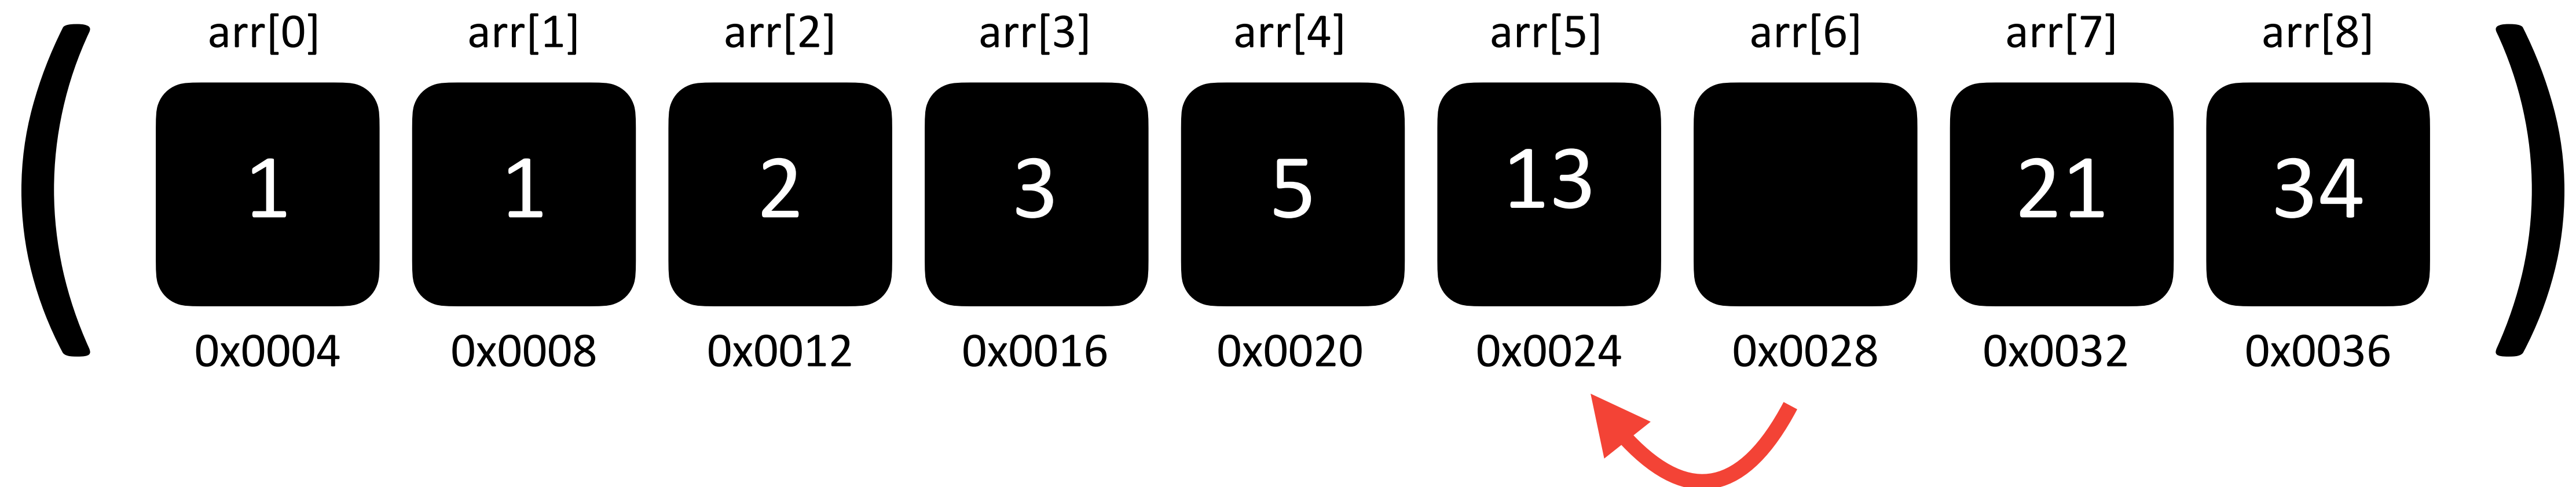 arr[0] arr[1] arr[2] arr[3] arr[4] arr[5] arr[6] arr[7] arr[8]
( 1 1 2 3 5 13 21 34 )
0x0004 0x0008 0x0012 0x0016 0x0020 0x0024 0x0028 0x0032 0x0036